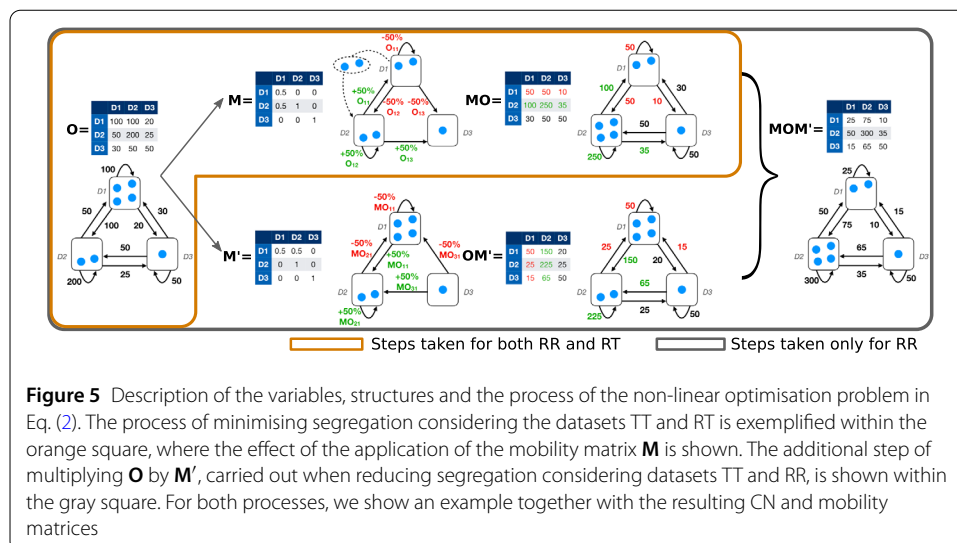 O=
D1 D2 D3
D1 100 100 20
D2 50 200 25
D3 30 50 50
100
D1
50
30
100
20
50
D2
D3
25
200
50
M=
D1 D2 D3
D1 0.5 0 0
D2 0.5 1 0
D3 0 0 1
-50%
O11
D1
+50%
O11
-50%
O12
-50%
O13
D2
D3
+50%
O12
+50%
O13
MO=
D1 D2 D3
D1 50 50 10
D2 100 250 35
D3 30 50 50
50
D1
100
50
10
30
50
D2
D3
250
35
50
M'=
D1 D2 D3
D1 0.5 0.5 0
D2 0 1 0
D3 0 0 1
-50%
MO11
D1
-50%
MO21
+50%
MO11
-50%
MO31
+50%
MO31
D2
D3
+50%
MO21
OM'=
D1 D2 D3
D1 50 150 20
D2 25 225 25
D3 15 65 50
50
D1
25
150
20
15
65
D2
D3
225
25
50
MOM'=
D1 D2 D3
D1 25 75 10
D2 50 300 35
D3 15 65 50
25
D1
50
75
10
15
65
D2
D3
300
35
50
Steps taken for both RR and RT
Steps taken only for RR
Figure 5 Description of the variables, structures and the process of the non-linear optimisation problem in
Eq. (2). The process of minimising segregation considering the datasets TT and RT is exemplified within the
orange square, where the effect of the application of the mobility matrix M is shown. The additional step of
multiplying O by M′, carried out when reducing segregation considering datasets TT and RR, is shown within
the gray square. For both processes, we show an example together with the resulting CN and mobility
matrices